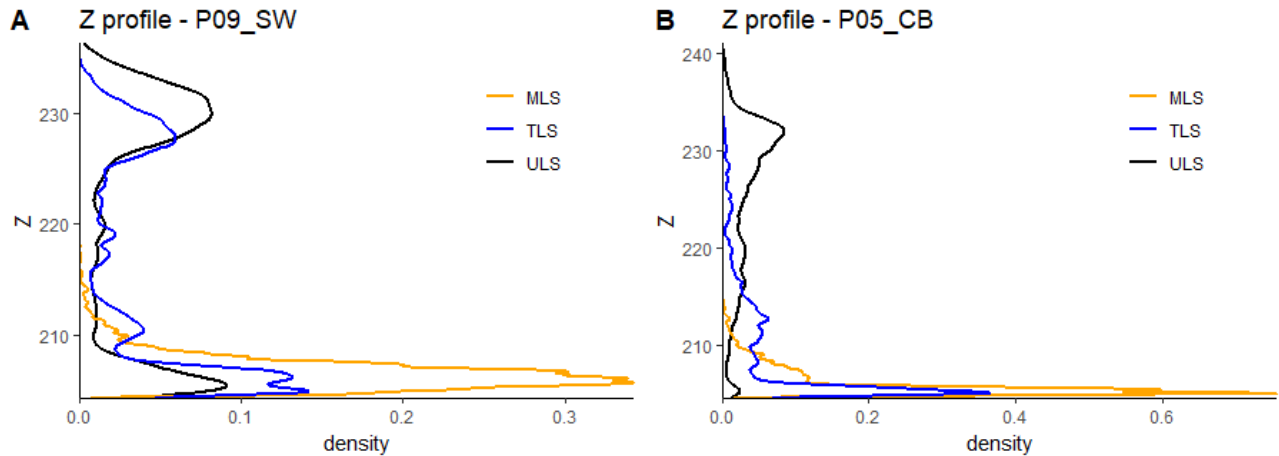 A Z profile - P09_SW
Z
230
220
210
0.0 0.1 0.2 0.3
density
MLS
TLS
ULS
B Z profile - P05_CB
Z
240
230
220
210
0.0 0.2 0.4 0.6
density
MLS
TLS
ULS